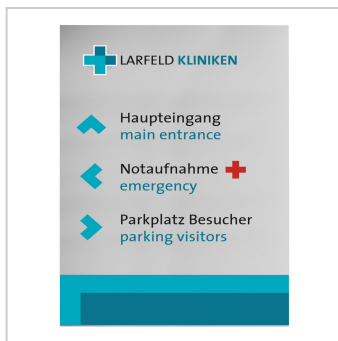 LARFELD KLINIKEN
Haupteingang
main entrance
Notaufnahme
emergency
Parkplatz Besucher
parking visitors